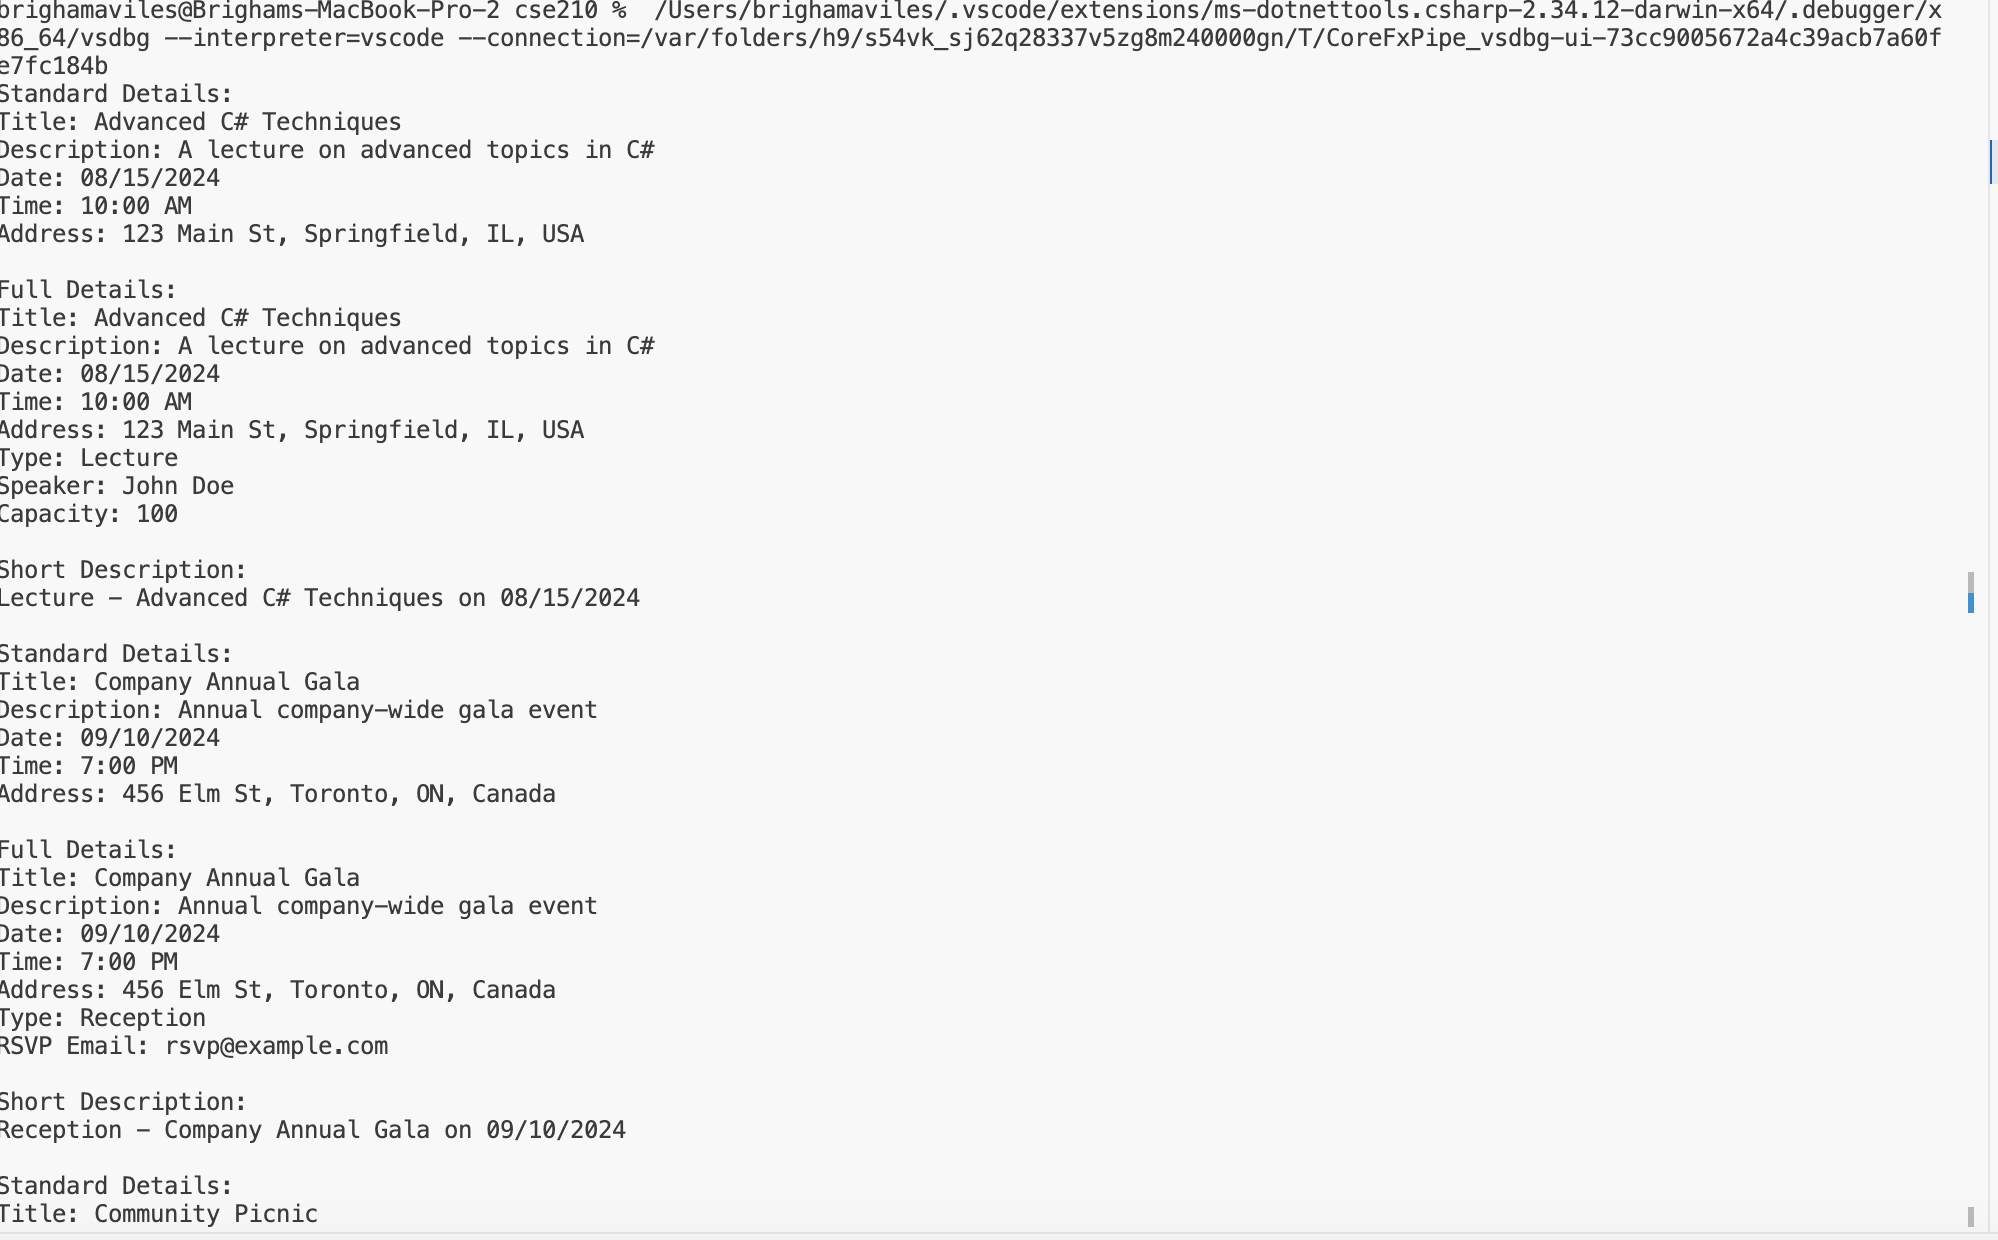 brighamaviles@Brighams-MacBook-Pro-2 cse210 %  /Users/brighamaviles/.vscode/extensions/ms-dotnettools.csharp-2.34.12-darwin-x64/.debugger/x
86_64/vsdbg --interpreter=vscode --connection=/var/folders/h9/s54vk_sj62q28337v5zg8m240000gn/T/CoreFxPipe_vsdbg-ui-73cc9005672a4c39acb7a60f
e7fc184b
Standard Details:
Title: Advanced C# Techniques
Description: A lecture on advanced topics in C#
Date: 08/15/2024
Time: 10:00 AM
Address: 123 Main St, Springfield, IL, USA

Full Details:
Title: Advanced C# Techniques
Description: A lecture on advanced topics in C#
Date: 08/15/2024
Time: 10:00 AM
Address: 123 Main St, Springfield, IL, USA
Type: Lecture
Speaker: John Doe
Capacity: 100

Short Description:
Lecture - Advanced C# Techniques on 08/15/2024

Standard Details:
Title: Company Annual Gala
Description: Annual company-wide gala event
Date: 09/10/2024
Time: 7:00 PM
Address: 456 Elm St, Toronto, ON, Canada

Full Details:
Title: Company Annual Gala
Description: Annual company-wide gala event
Date: 09/10/2024
Time: 7:00 PM
Address: 456 Elm St, Toronto, ON, Canada
Type: Reception
RSVP Email: rsvp@example.com

Short Description:
Reception - Company Annual Gala on 09/10/2024

Standard Details:
Title: Community Picnic